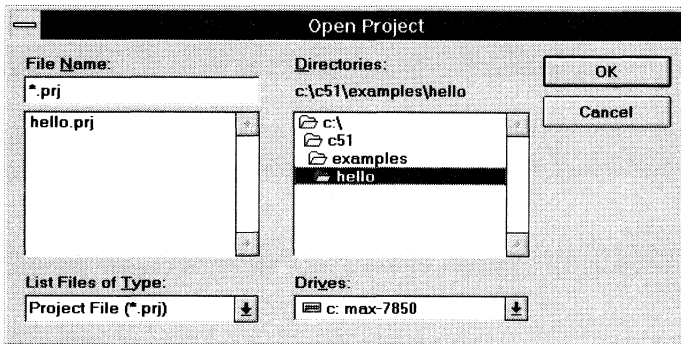 Open Project
File Name:
*.prj
hello.prj
List Files of Type:
Project File (*.prj)
Directories:
c:\c51\examples\hello
c:\
c51
examples
hello
Drives:
c: max-7850
OK
Cancel